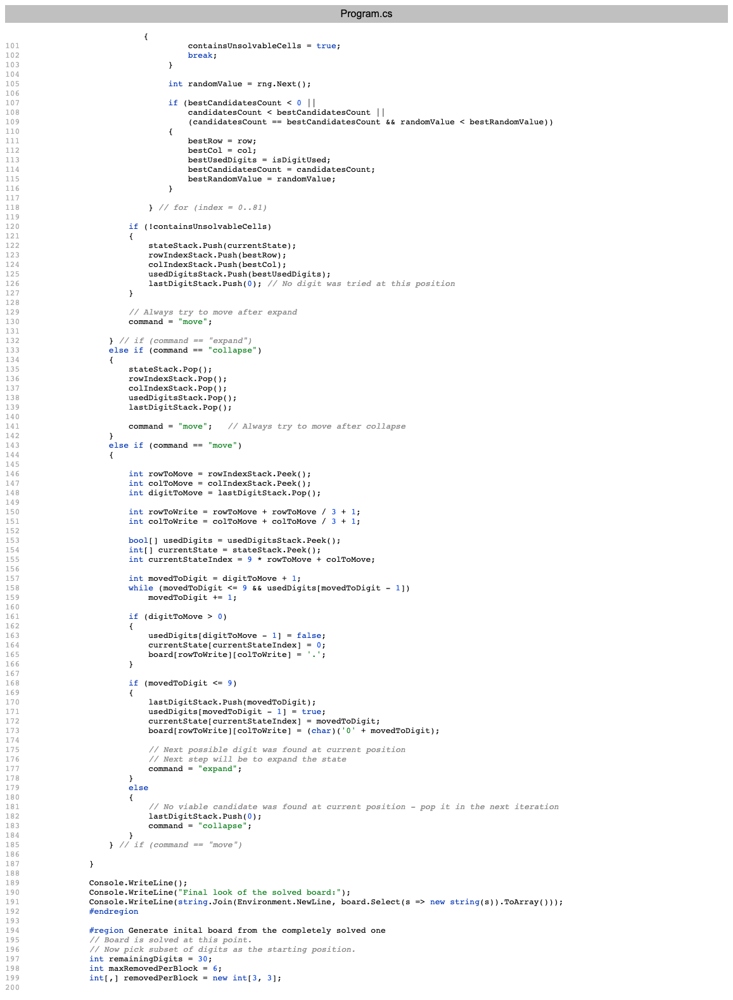 Program.cs
{
101 containsUnsolvableCells = true;
102 break;
103 }
104
105 int randomValue = rng.Next();
106
107 if (bestCandidatesCount < 0 ||
108 candidatesCount < bestCandidatesCount ||
109 (candidatesCount == bestCandidatesCount && randomValue < bestRandomValue))
110 {
111 bestRow = row;
112 bestCol = col;
113 bestUsedDigits = isDigitUsed;
114 bestCandidatesCount = candidatesCount;
115 bestRandomValue = randomValue;
116 }
117
118 } // for (index = 0..81)
119
120 if (!containsUnsolvableCells)
121 {
122 stateStack.Push(currentState);
123 rowIndexStack.Push(bestRow);
124 colIndexStack.Push(bestCol);
125 usedDigitsStack.Push(bestUsedDigits);
126 lastDigitStack.Push(0); // No digit was tried at this position
127 }
128
129 // Always try to move after expand
130 command = "move";
131
132 } // if (command == "expand")
133 else if (command == "collapse")
134 {
135 stateStack.Pop();
136 rowIndexStack.Pop();
137 colIndexStack.Pop();
138 usedDigitsStack.Pop();
139 lastDigitStack.Pop();
140
141 command = "move"; // Always try to move after collapse
142 }
143 else if (command == "move")
144 {
145
146 int rowToMove = rowIndexStack.Peek();
147 int colToMove = colIndexStack.Peek();
148 int digitToMove = lastDigitStack.Pop();
149
150 int rowToWrite = rowToMove + rowToMove / 3 + 1;
151 int colToWrite = colToMove + colToMove / 3 + 1;
152
153 bool[] usedDigits = usedDigitsStack.Peek();
154 int[] currentState = stateStack.Peek();
155 int currentStateIndex = 9 * rowToMove + colToMove;
156
157 int movedToDigit = digitToMove + 1;
158 while (movedToDigit <= 9 && usedDigits[movedToDigit - 1])
159 movedToDigit += 1;
160
161 if (digitToMove > 0)
162 {
163 usedDigits[digitToMove - 1] = false;
164 currentState[currentStateIndex] = 0;
165 board[rowToWrite][colToWrite] = '.';
166 }
167
168 if (movedToDigit <= 9)
169 {
170 lastDigitStack.Push(movedToDigit);
171 usedDigits[movedToDigit - 1] = true;
172 currentState[currentStateIndex] = movedToDigit;
173 board[rowToWrite][colToWrite] = (char)('0' + movedToDigit);
174
175 // Next possible digit was found at current position
176 // Next step will be to expand the state
177 command = "expand";
178 }
179 else
180 {
181 // No viable candidate was found at current position - pop it in the next iteration
182 lastDigitStack.Push(0);
183 command = "collapse";
184 }
185 } // if (command == "move")
186
187 }
188
189 Console.WriteLine();
190 Console.WriteLine("Final look of the solved board:");
191 Console.WriteLine(string.Join(Environment.NewLine, board.Select(s => new string(s)).ToArray()));
192 #endregion
193
194 #region Generate inital board from the completely solved one
195 // Board is solved at this point.
196 // Now pick subset of digits as the starting position.
197 int remainingDigits = 30;
198 int maxRemovedPerBlock = 6;
199 int[,] removedPerBlock = new int[3, 3];
200